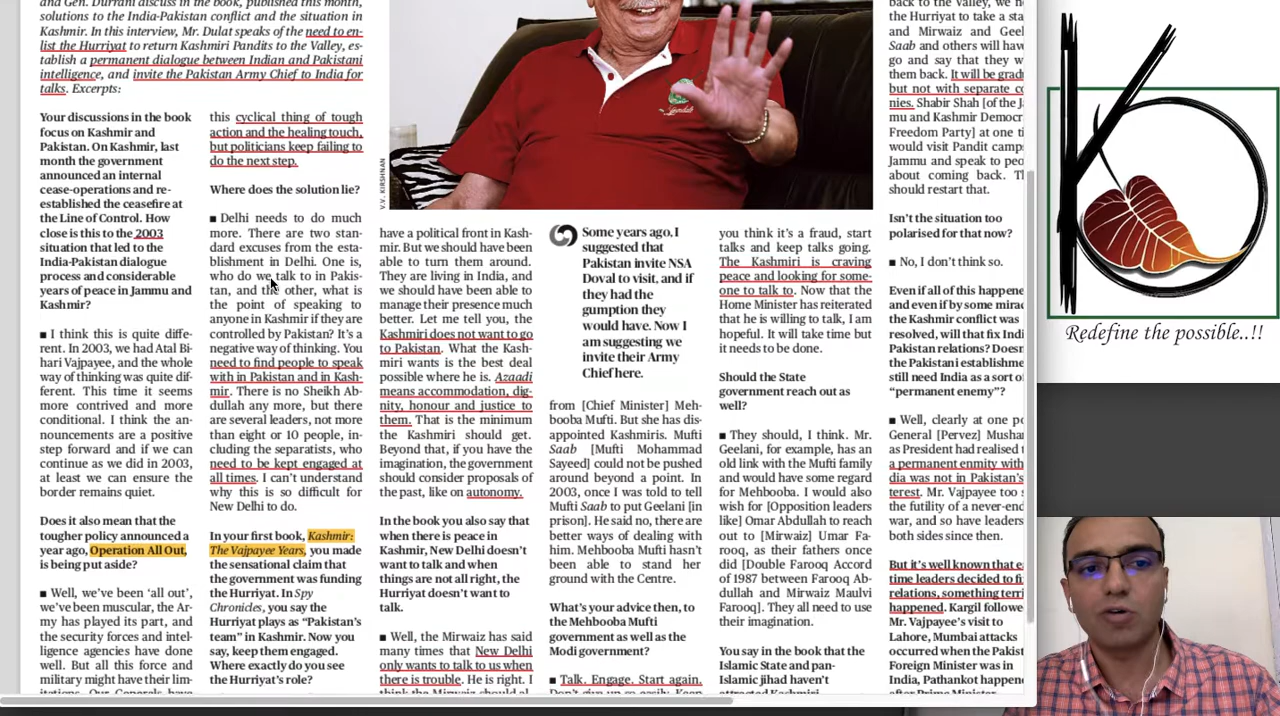 and Gen. Durrani discuss in the book, published this month,
solutions to the India-Pakistan conflict and the situation in
Kashmir. In this interview, Mr. Dulat speaks of the need to en-
list the Hurriyat to return Kashmiri Pandits to the Valley, es-
tablish a permanent dialogue between Indian and Pakistani
intelligence, and invite the Pakistan Army Chief to India for
talks. Excerpts:
Your discussions in the book
focus on Kashmir and
Pakistan. On Kashmir, last
month the government
announced an internal
cease-operations and re-
established the ceasefire at
the Line of Control. How
close is this to the 2003
situation that led to the
India-Pakistan dialogue
process and considerable
years of peace in Jammu and
Kashmir?
■ I think this is quite diffe-
rent. In 2003, we had Atal Bi-
hari Vajpayee, and the whole
way of thinking was quite dif-
ferent. This time it seems
more contrived and more
conditional. I think the an-
nouncements are a positive
step forward and if we can
continue as we did in 2003,
at least we can ensure the
border remains quiet.
Does it also mean that the
tougher policy announced a
year ago, Operation All Out,
is being put aside?
■ Well, we've been 'all out',
we've been muscular, the Ar-
my has played its part, and
the security forces and intel-
ligence agencies have done
well. But all this force and
military might have their lim-
itations. Our Generals have
this cyclical thing of tough
action and the healing touch,
but politicians keep failing to
do the next step.
Where does the solution lie?
■ Delhi needs to do much
more. There are two stan-
dard excuses from the esta-
blishment in Delhi. One is,
who do we talk to in Pakis-
tan, and the other, what is
the point of speaking to
anyone in Kashmir if they are
controlled by Pakistan? It's a
negative way of thinking. You
need to find people to speak
with in Pakistan and in Kash-
mir. There is no Sheikh Ab-
dullah any more, but there
are several leaders, not more
than eight or 10 people, in-
cluding the separatists, who
need to be kept engaged at
all times. I can't understand
why this is so difficult for
New Delhi to do.
In your first book, Kashmir:
The Vajpayee Years, you made
the sensational claim that
the government was funding
the Hurriyat. In Spy
Chronicles, you say the
Hurriyat plays as “Pakistan's
team” in Kashmir. Now you
say, keep them engaged.
Where exactly do you see
the Hurriyat's role?
V.V. KRISHNAN
have a political front in Kash-
mir. But we should have been
able to turn them around.
They are living in India, and
we should have been able to
manage their presence much
better. Let me tell you, the
Kashmiri does not want to go
to Pakistan. What the Kash-
miri wants is the best deal
possible where he is. Azaadi
means accommodation, dig-
nity, honour and justice to
them. That is the minimum
the Kashmiri should get.
Beyond that, if you have the
imagination, the government
should consider proposals of
the past, like on autonomy.
In the book you also say that
when there is peace in
Kashmir, New Delhi doesn't
want to talk and when
things are not all right, the
Hurriyat doesn't want to
talk.
■ Well, the Mirwaiz has said
many times that New Delhi
only wants to talk to us when
there is trouble. He is right. I
think the Mirwaiz should al-
Some years ago, I
suggested that
Pakistan invite NSA
Doval to visit, and if
they had the
gumption they
would have. Now I
am suggesting we
invite their Army
Chief here.
from [Chief Minister] Meh-
booba Mufti. But she has dis-
appointed Kashmiris. Mufti
Saab [Mufti Mohammad
Sayeed] could not be pushed
around beyond a point. In
2003, once I was told to tell
Mufti Saab to put Geelani [in
prison]. He said no, there are
better ways of dealing with
him. Mehbooba Mufti hasn't
been able to stand her
ground with the Centre.
What's your advice then, to
the Mehbooba Mufti
government as well as the
Modi government?
■ Talk. Engage. Start again.
Don't give up so easily. Keep
you think it's a fraud, start
talks and keep talks going.
The Kashmiri is craving
peace and looking for some-
one to talk to. Now that the
Home Minister has reiterated
that he is willing to talk, I am
hopeful. It will take time but
it needs to be done.
Should the State
government reach out as
well?
■ They should, I think. Mr.
Geelani, for example, has an
old link with the Mufti family
and would have some regard
for Mehbooba. I would also
wish for [Opposition leaders
like] Omar Abdullah to reach
out to [Mirwaiz] Umar Fa-
rooq, as their fathers once
did [Double Farooq Accord
of 1987 between Farooq Ab-
dullah and Mirwaiz Maulvi
Farooq]. They all need to use
their imagination.
You say in the book that the
Islamic State and pan-
Islamic jihad haven't
attracted Kashmiri
back to the Valley, we
the Hurriyat to take a
and Mirwaiz and
Saab and others will
go and say that they
them back. It will be
but not with separate
nies. Shabir Shah [of the
mu and Kashmir
Freedom Party] at one
would visit Pandit
Jammu and speak to
about coming back.
should restart that.
Isn't the situation too
polarised for that now?
■ No, I don't think so.
Even if all of this
and even if by some
the Kashmir conflict was
resolved, will that fix
Pakistan relations?
the Pakistani
still need India as a sort
“permanent enemy”?
■ Well, clearly at one
General [Pervez]
as President had realised
a permanent enmity with
dia was not in Pakistan's
terest. Mr. Vajpayee too
the futility of a
war, and so have leaders
both sides since then.
But it's well known that
time leaders decided to
relations, something
happened. Kargil
Mr. Vajpayee's visit to
Lahore, Mumbai attacks
occurred when the
Foreign Minister was in
India, Pathankot
after Prime Minister
Redefine the possible..!!